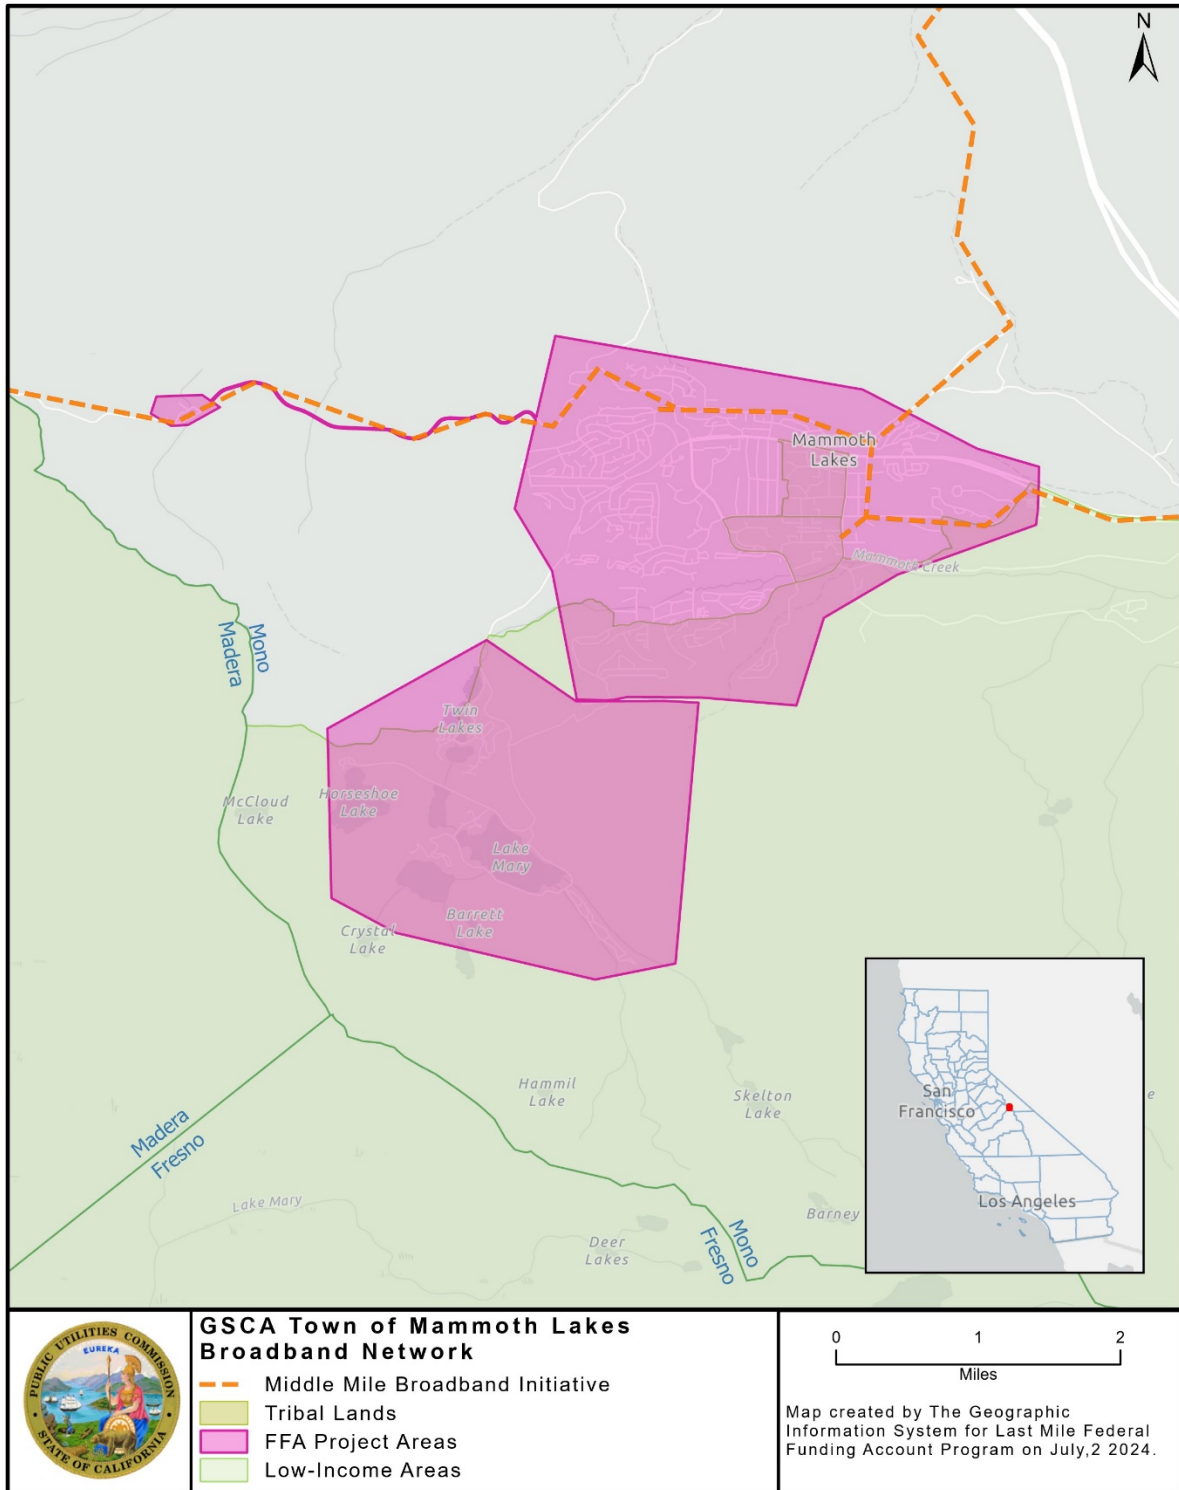 N
Mammoth
Lakes
Mammoth Creek
Mono
Madera
Twin
Lakes
McCloud
Lake
Horseshoe
Lake
Lake
Mary
Crystal
Lake
Barrett
Lake
Hammil
Lake
Skelton
Lake
e
Madera
Fresno
Lake Mary
Deer
Lakes
Barney
Mono
Fresno
San
Francisco
Los Angeles
PUBLIC UTILITIES COMMISSION
EUREKA
STATE OF CALIFORNIA
GSCA Town of Mammoth Lakes
Broadband Network
Middle Mile Broadband Initiative
Tribal Lands
FFA Project Areas
Low-Income Areas
0 1 2
Miles
Map created by The Geographic
Information System for Last Mile Federal
Funding Account Program on July,2 2024.